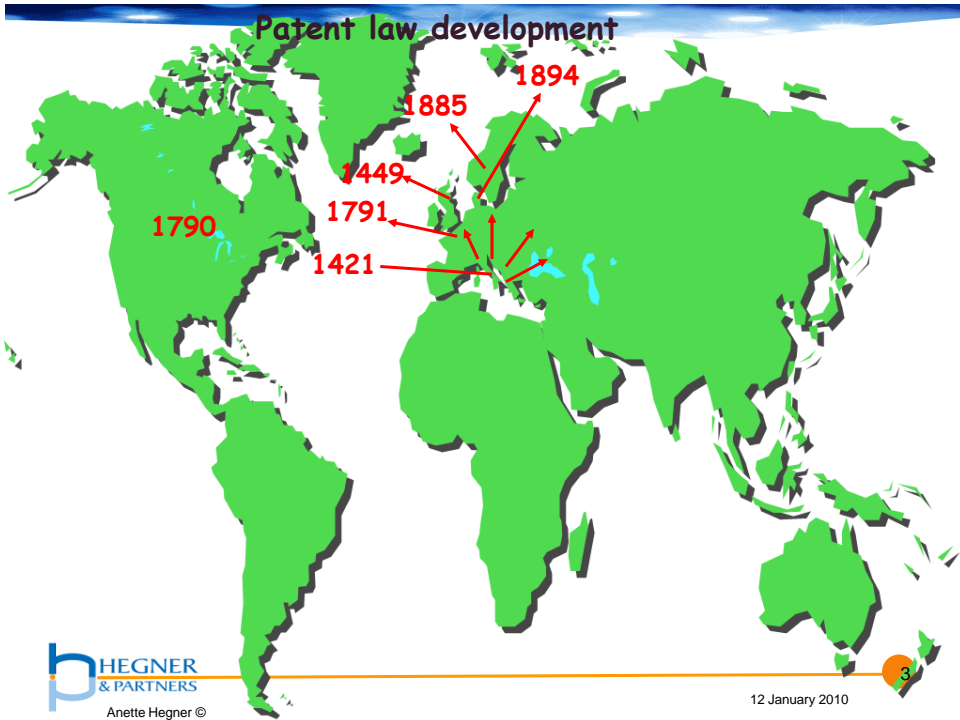 Patent law development
1894
1885
1449
1791
1790
1421
HEGNER
& PARTNERS
3
12 January 2010
Anette Hegner ©